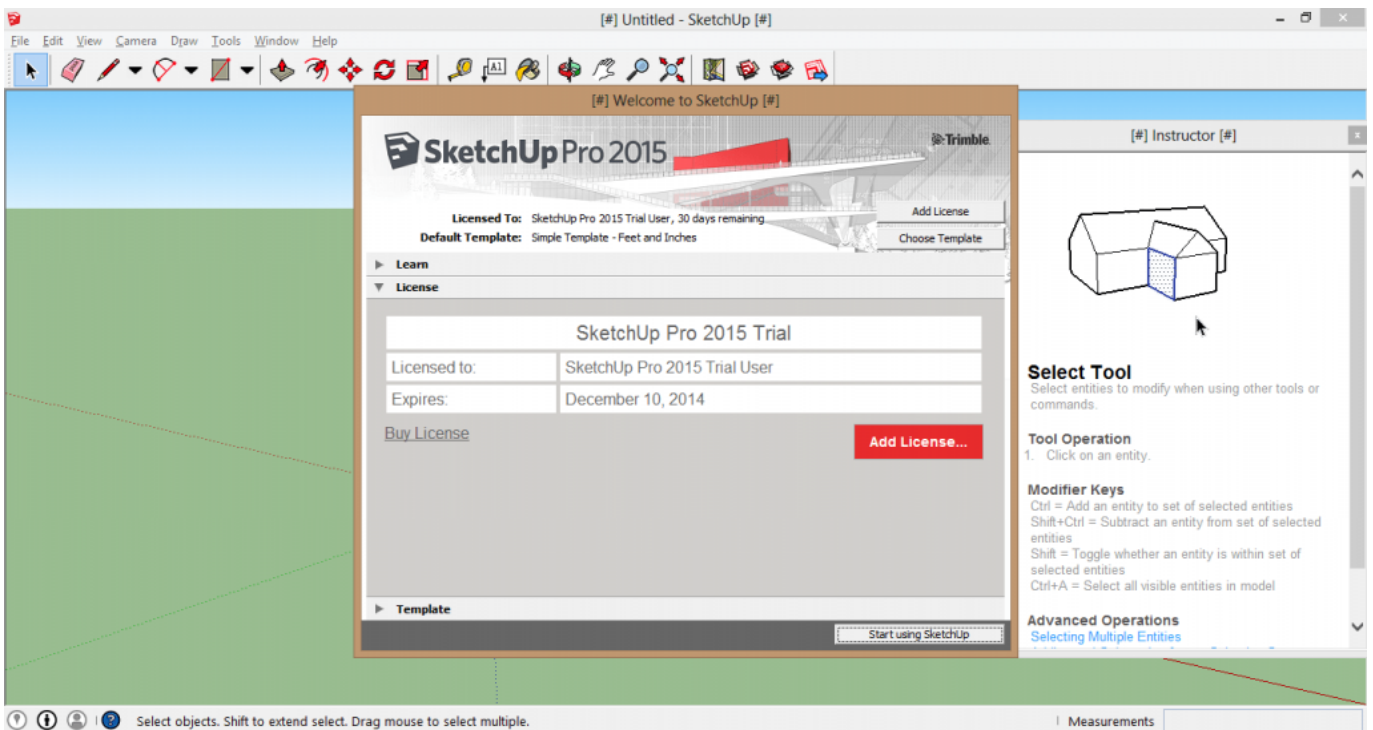 [#] Untitled - SketchUp [#]
File Edit View Camera Draw Tools Window Help
A1
[#] Welcome to SketchUp [#]
SketchUp Pro 2015
Trimble
Licensed To: SketchUp Pro 2015 Trial User, 30 days remaining
Add License
Default Template: Simple Template - Feet and Inches
Choose Template
Learn
License
SketchUp Pro 2015 Trial
Licensed to: SketchUp Pro 2015 Trial User
Expires: December 10, 2014
Buy License
Add License...
Template
Start using SketchUp
[#] Instructor [#]
Select Tool
Select entities to modify when using other tools or
commands.
Tool Operation
1. Click on an entity.
Modifier Keys
Ctrl = Add an entity to set of selected entities
Shift+Ctrl = Subtract an entity from set of selected
entities
Shift = Toggle whether an entity is within set of
selected entities
Ctrl+A = Select all visible entities in model
Advanced Operations
Selecting Multiple Entities
Select objects. Shift to extend select. Drag mouse to select multiple.
Measurements